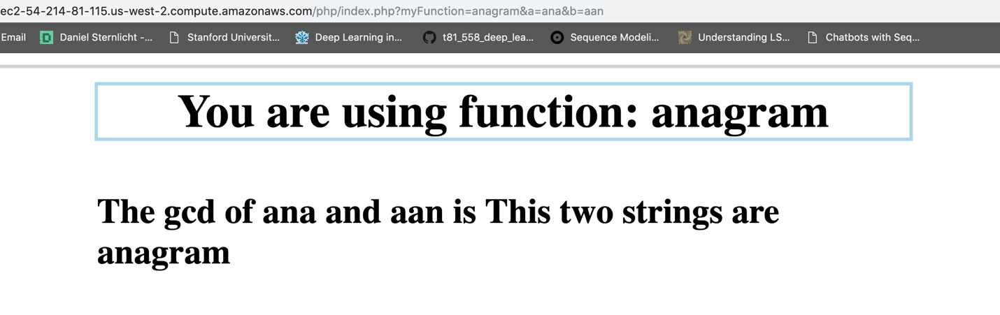 ec2-54-214-81-115.us-west-2.compute.amazonaws.com/php/index.php?myFunction=anagram&a=ana&b=aan
Email D Daniel Sternlicht -... Stanford Universit... Deep Learning in... t81_558_deep_lea... Sequence Modeli... Understanding LS... Chatbots with Seq...
You are using function: anagram
The gcd of ana and aan is This two strings are
anagram